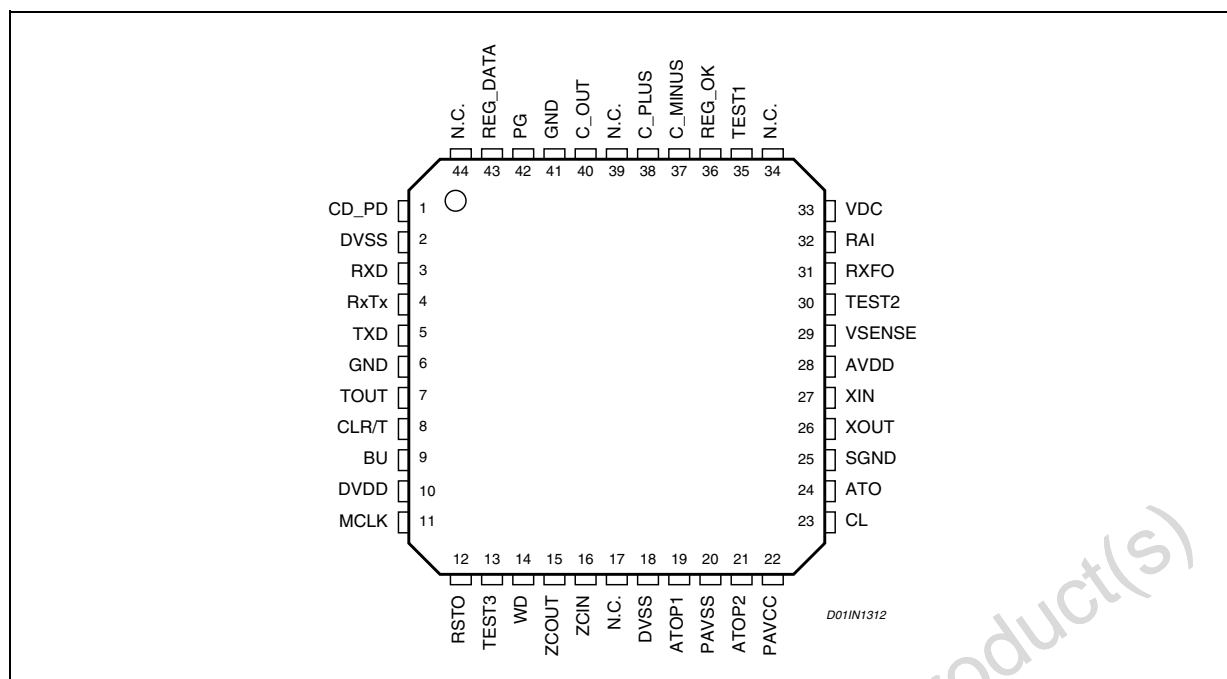 N.C.
REG_DATA
PG
GND
C_OUT
N.C.
C_PLUS
C_MINUS
REG_OK
TEST1
N.C.
44 43 42 41 40 39 38 37 36 35 34
CD_PD 1
DVSS 2
RXD 3
RxTx 4
TXD 5
GND 6
TOUT 7
CLR/T 8
BU 9
DVDD 10
MCLK 11
33 VDC
32 RAI
31 RXFO
30 TEST2
29 VSENSE
28 AVDD
27 XIN
26 XOUT
25 SGND
24 ATO
23 CL
12 13 14 15 16 17 18 19 20 21 22
RSTO
TEST3
WD
ZCOUT
ZCIN
N.C.
DVSS
ATOP1
PAVSS
ATOP2
PAVCC
D01IN1312
roduct(s)